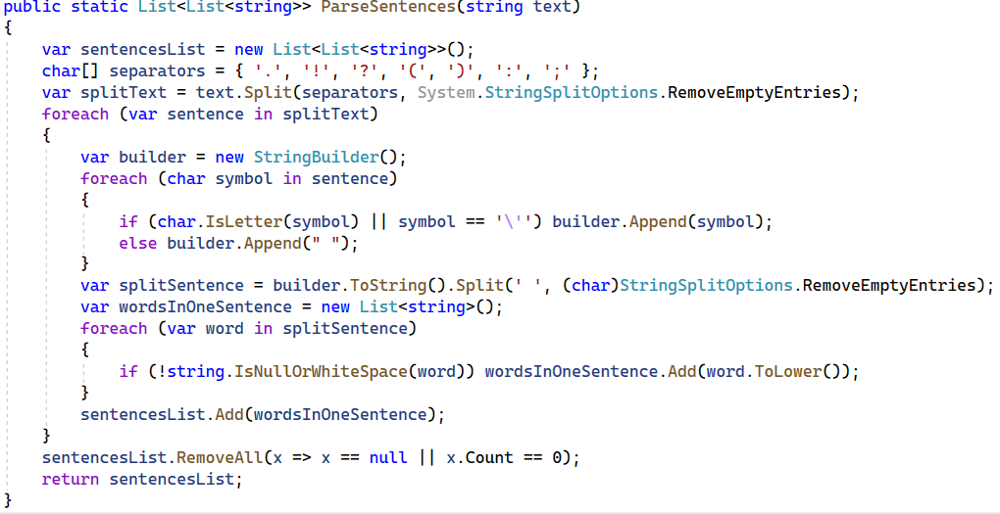 public static List<List<string>> ParseSentences(string text)
{
    var sentencesList = new List<List<string>>();
    char[] separators = { '.', '!', '?', '(', ')', ':', ';' };
    var splitText = text.Split(separators, System.StringSplitOptions.RemoveEmptyEntries);
    foreach (var sentence in splitText)
    {
        var builder = new StringBuilder();
        foreach (char symbol in sentence)
        {
            if (char.IsLetter(symbol) || symbol == '\'') builder.Append(symbol);
            else builder.Append(" ");
        }
        var splitSentence = builder.ToString().Split(' ', (char)StringSplitOptions.RemoveEmptyEntries);
        var wordsInOneSentence = new List<string>();
        foreach (var word in splitSentence)
        {
            if (!string.IsNullOrWhiteSpace(word)) wordsInOneSentence.Add(word.ToLower());
        }
        sentencesList.Add(wordsInOneSentence);
    }
    sentencesList.RemoveAll(x => x == null || x.Count == 0);
    return sentencesList;
}